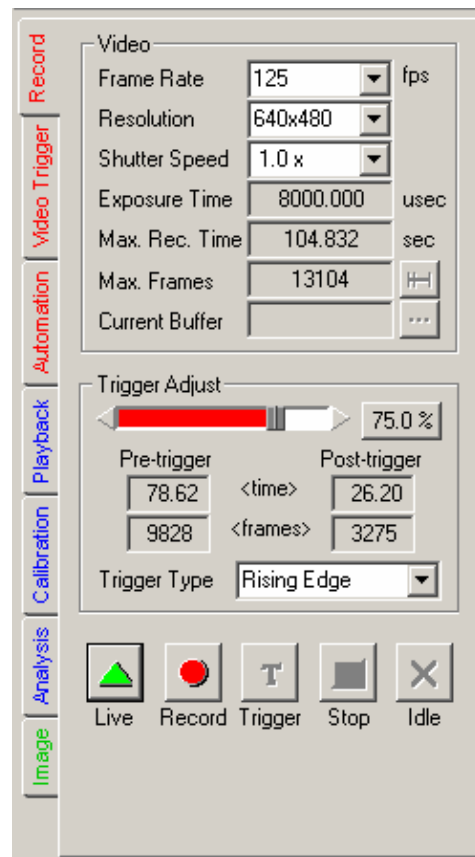 Record
Video Trigger
Automation
Playback
Calibration
Analysis
Image
Video
Frame Rate 125 fps
Resolution 640x480
Shutter Speed 1.0 x
Exposure Time 8000.000 usec
Max. Rec. Time 104.832 sec
Max. Frames 13104
Current Buffer ...
Trigger Adjust
75.0 %
Pre-trigger Post-trigger
78.62 <time> 26.20
9828 <frames> 3275
Trigger Type Rising Edge
T
Live Record Trigger Stop Idle